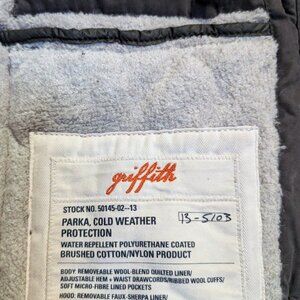 griffith
STOCK NO. 50145-02--13
13-5103
PARKA, COLD WEATHER
PROTECTION
WATER REPELLENT POLYURETHANE COATED
BRUSHED COTTON/NYLON PRODUCT
BODY: REMOVEABLE WOOL-BLEND QUILTED LINER/
ADJUSTABLE HEM + WAIST DRAWCORDS/RIBBED WOOL CUFFS/
SOFT MICRO-FIBRE LINED POCKETS
HOOD: REMOVABLE FAUX-SHERPA LINER/